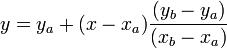 y = y_a + (x − x_a) \frac{(y_b − y_a)}{(x_b − x_a)}